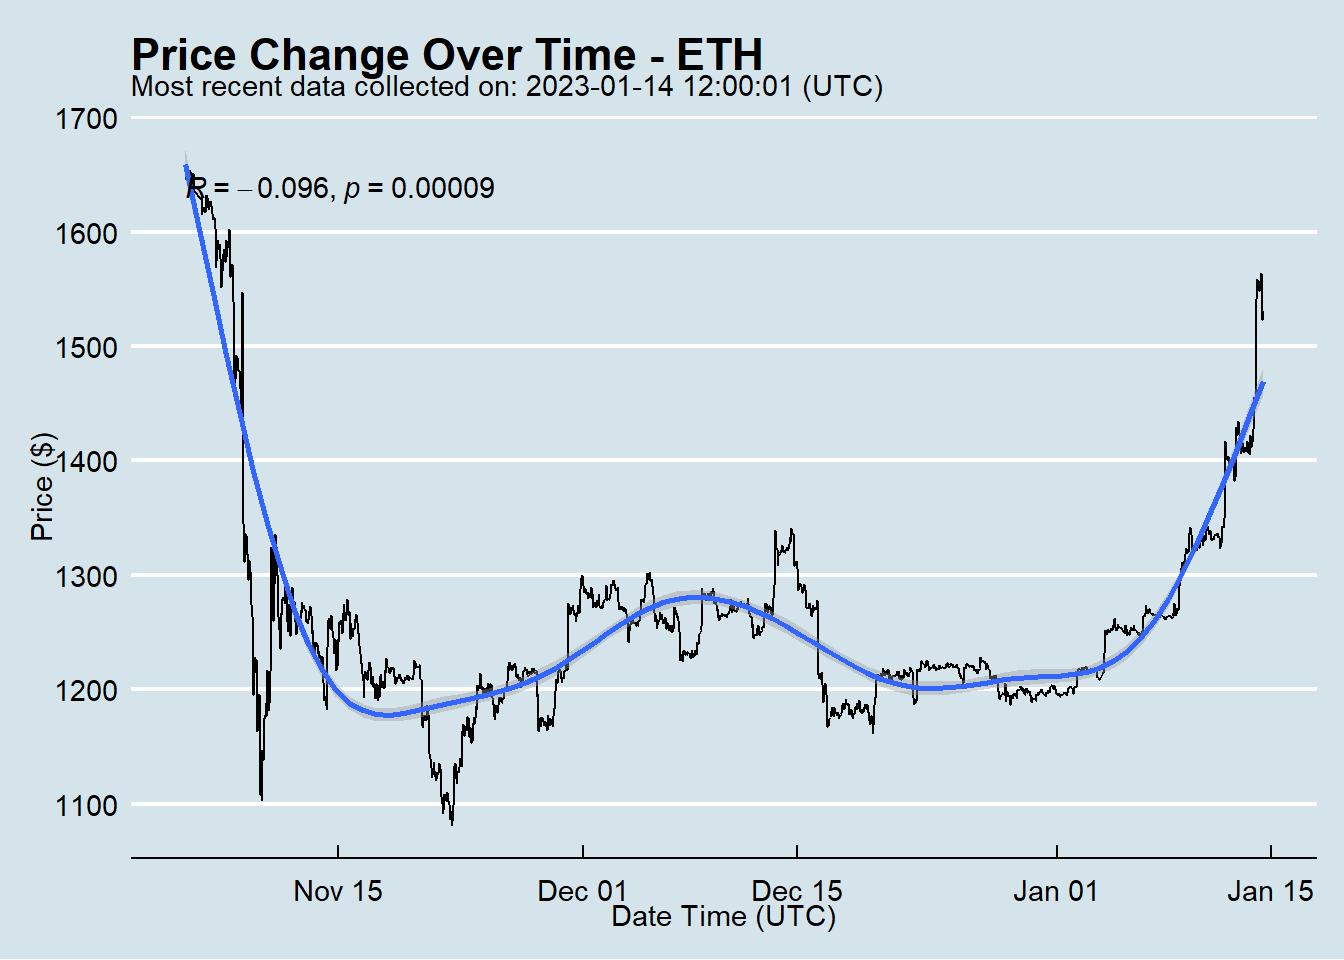 Price Change Over Time - ETH
Most recent data collected on: 2023-01-14 12:00:01 (UTC)
R = −0.096, p = 0.00009
Price ($)
1700
1600
1500
1400
1300
1200
1100
Nov 15
Dec 01
Dec 15
Jan 01
Jan 15
Date Time (UTC)